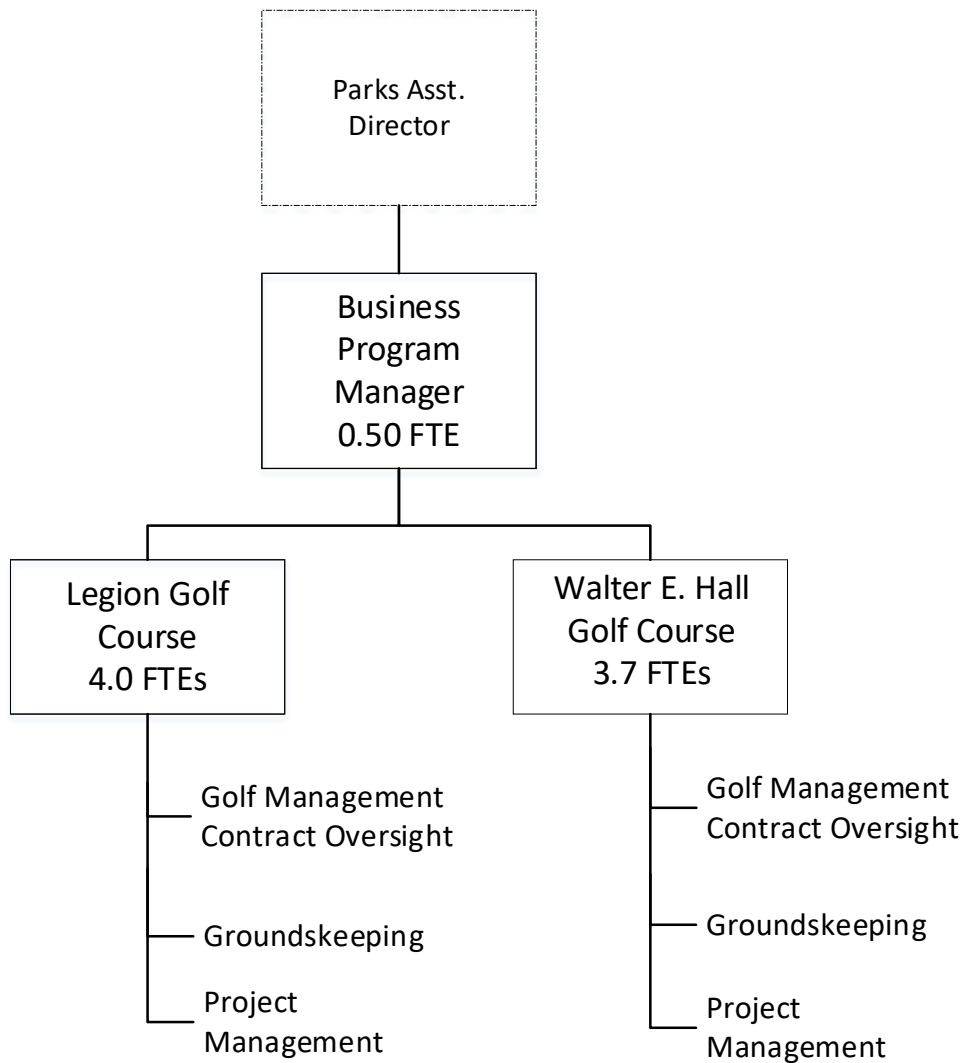 Parks Asst.
Director
Business
Program
Manager
0.50 FTE
Legion Golf
Course
4.0 FTEs
Walter E. Hall
Golf Course
3.7 FTEs
Golf Management
Contract Oversight
Groundskeeping
Project
Management
Golf Management
Contract Oversight
Groundskeeping
Project
Management